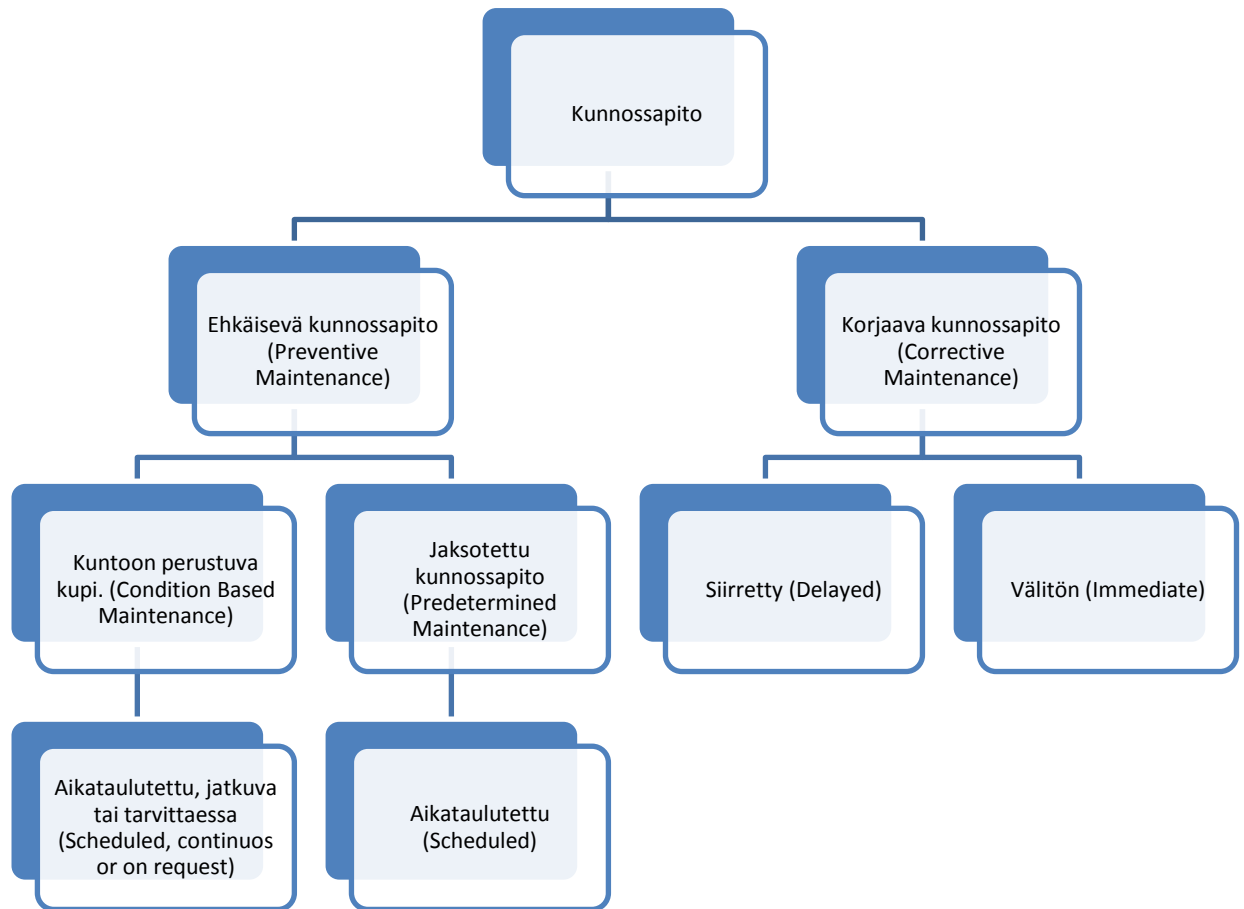 Kunnossapito
Ehkäisevä kunnossapito
(Preventive
Maintenance)
Korjaava kunnossapito
(Corrective
Maintenance)
Kuntoon perustuva
kupi. (Condition Based
Maintenance)
Jaksotettu
kunnossapito
(Predetermined
Maintenance)
Siirretty (Delayed)
Välitön (Immediate)
Aikataulutettu, jatkuva
tai tarvittaessa
(Scheduled, continuos
or on request)
Aikataulutettu
(Scheduled)